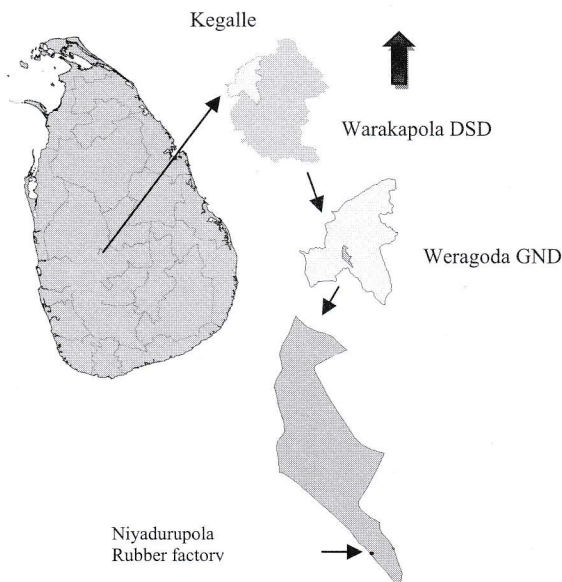 Kegalle
Warakapola DSD
Weragoda GND
Niyadurupola
Rubber factory